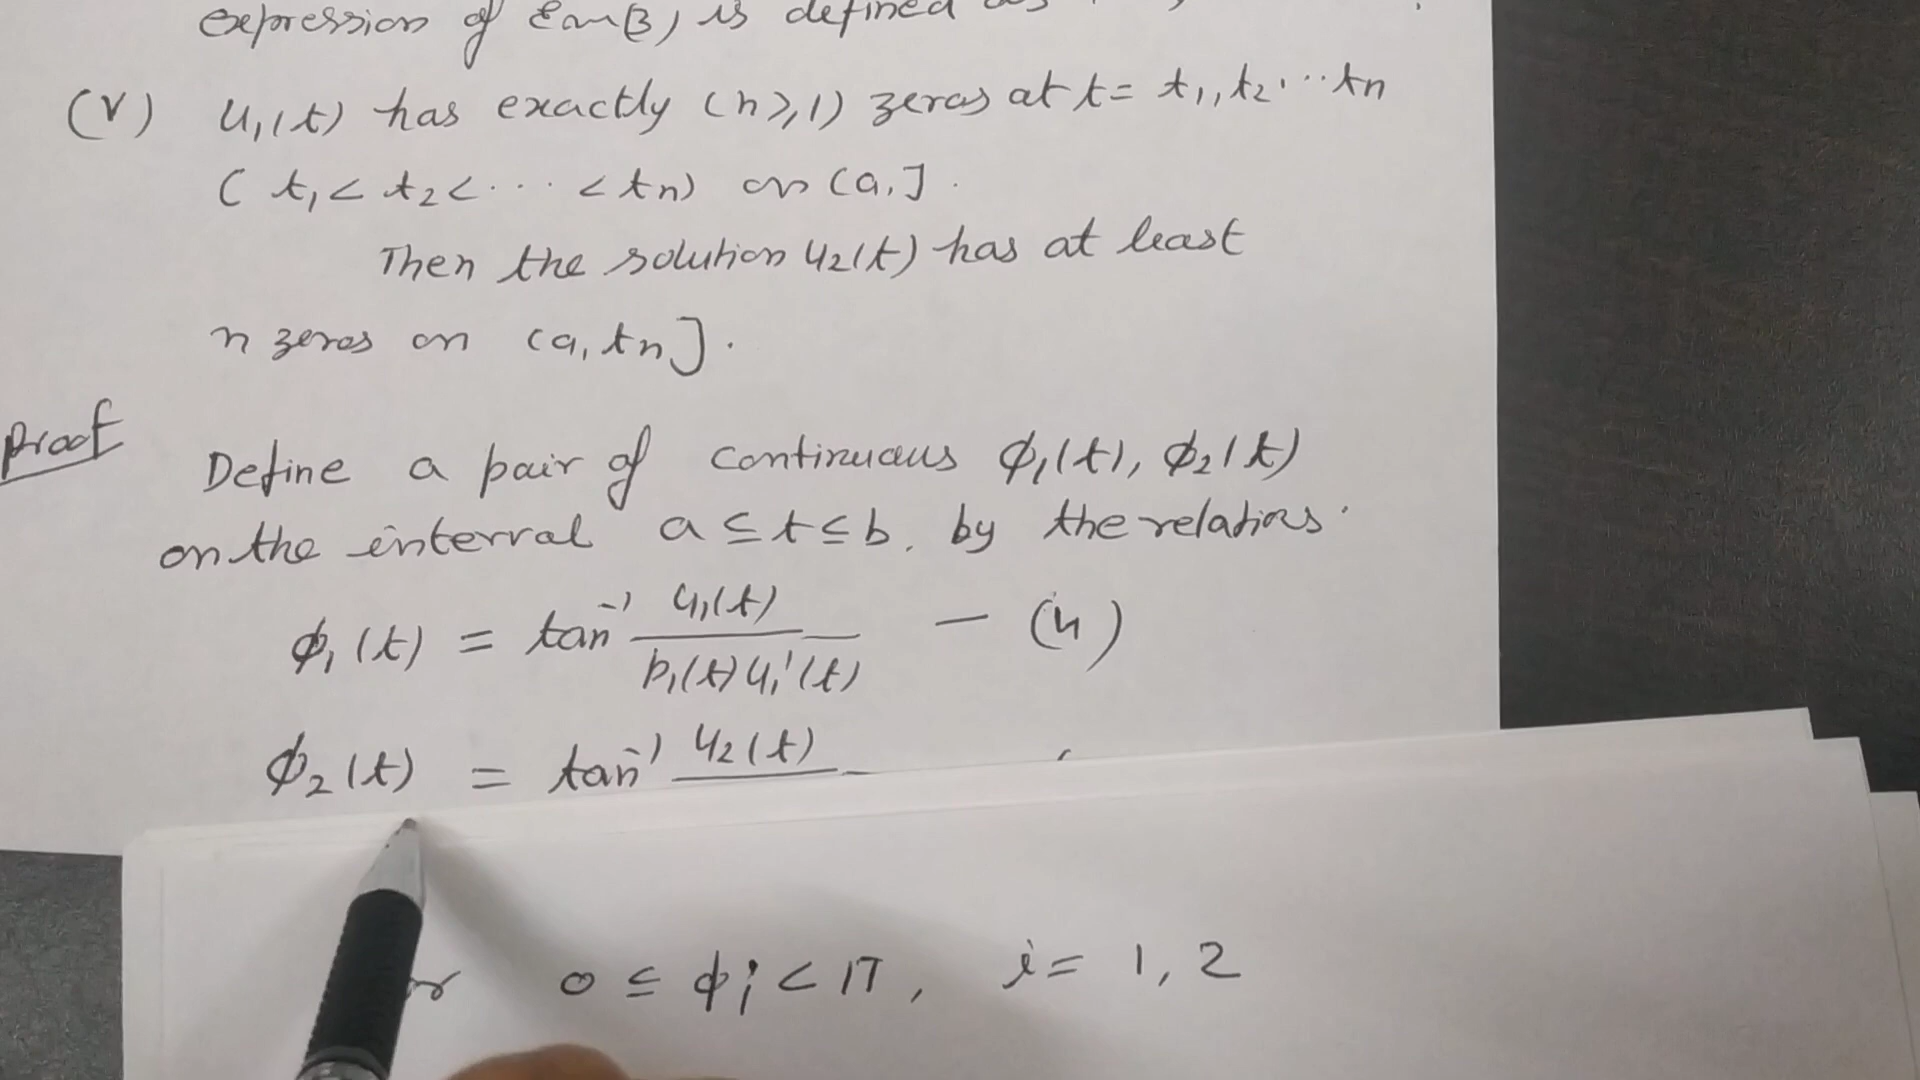 expression of Eqn (3) is defined as
(V) u₁(t) has exactly (n≥1) zeros at t = t₁, t₂ ... tn
( t₁ < t₂ < ... < tn) on (a, ].
Then the solution u₂(t) has at least
n zeros on (a, tn].
Proof
Define a pair of continuous φ₁(t), φ₂(t)
on the interval a ≤ t ≤ b, by the relations.
φ₁(t) = tan⁻¹ u₁(t) / p₁(t) u₁'(t) — (4)
φ₂(t) = tan⁻¹ u₂(t)
0 ≤ φi < π, i = 1, 2